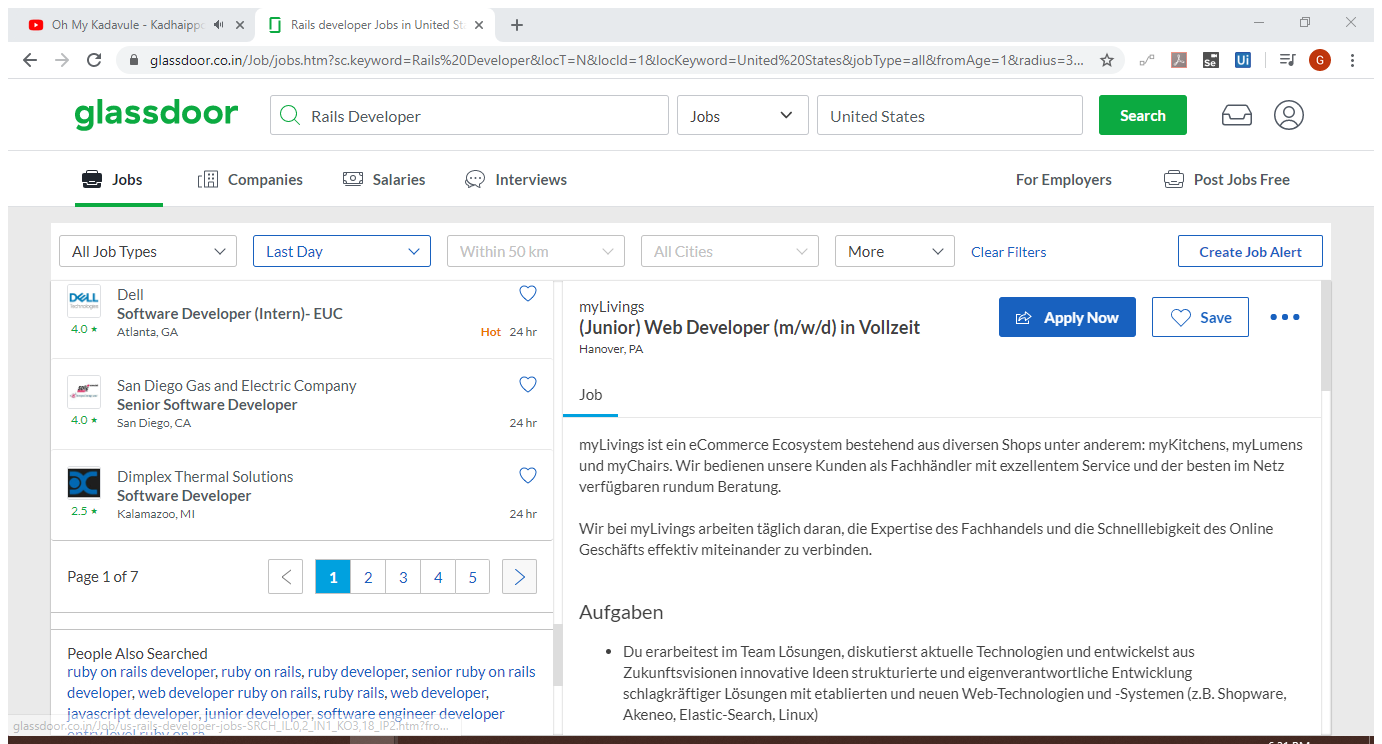 Oh My Kadavule - Kadhaippo
Rails developer Jobs in United St
glassdoor.co.in/Job/jobs.htm?sc.keyword=Rails%20Developer&locT=N&locId=1&locKeyword=United%20States&jobType=all&fromAge=1&radius=3...
Se
Ui
G
glassdoor
Rails Developer
Jobs
United States
Search
Jobs
Companies
Salaries
Interviews
For Employers
Post Jobs Free
All Job Types
Last Day
Within 50 km
All Cities
More
Clear Filters
Create Job Alert
DELL
Technologies
4.0 ★
Dell
Software Developer (Intern)- EUC
Atlanta, GA
Hot 24 hr
4.0 ★
San Diego Gas and Electric Company
Senior Software Developer
San Diego, CA
24 hr
2.5 ★
Dimplex Thermal Solutions
Software Developer
Kalamazoo, MI
24 hr
Page 1 of 7
1 2 3 4 5
People Also Searched
ruby on rails developer, ruby on rails, ruby developer, senior ruby on rails
developer, web developer ruby on rails, ruby rails, web developer,
javascript developer, junior developer, software engineer developer
entry level ruby on ra
glassdoor.co.in/Job/us-rails-developer-jobs-SRCH_IL.0,2_IN1_KO3,18_IP2.htm?fro...
myLivings
(Junior) Web Developer (m/w/d) in Vollzeit
Hanover, PA
Apply Now
Save
Job
myLivings ist ein eCommerce Ecosystem bestehend aus diversen Shops unter anderem: myKitchens, myLumens
und myChairs. Wir bedienen unsere Kunden als Fachhändler mit exzellentem Service und der besten im Netz
verfügbaren rundum Beratung.
Wir bei myLivings arbeiten täglich daran, die Expertise des Fachhandels und die Schnelllebigkeit des Online
Geschäfts effektiv miteinander zu verbinden.
Aufgaben
• Du erarbeitest im Team Lösungen, diskutierst aktuelle Technologien und entwickelst aus
Zukunftsvisionen innovative Ideen strukturierte und eigenverantwortliche Entwicklung
schlagkräftiger Lösungen mit etablierten und neuen Web-Technologien und -Systemen (z.B. Shopware,
Akeneo, Elastic-Search, Linux)